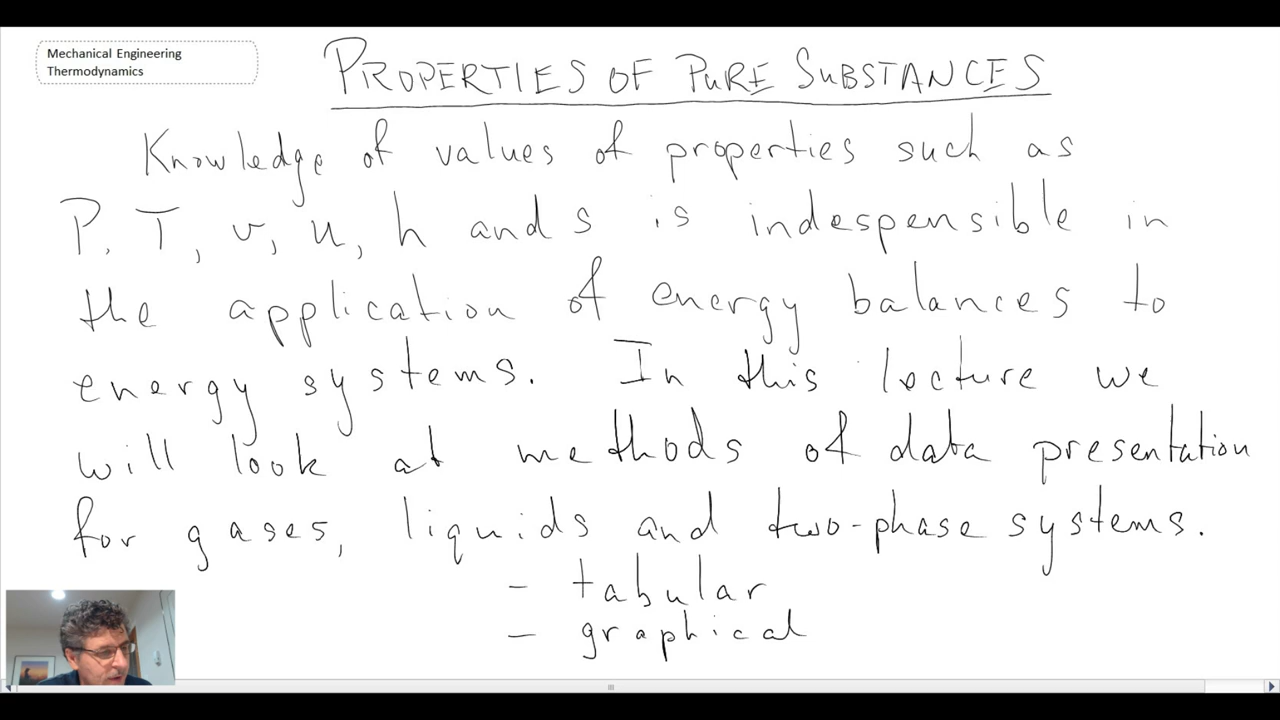 Mechanical Engineering
Thermodynamics
PROPERTIES OF PURE SUBSTANCES
Knowledge of values of properties such as
P, T, v, u, h and s is indespensible in
the application of energy balances to
energy systems. In this lecture we
will look at methods of data presentation
for gases, liquids and two-phase systems.
- tabular
- graphical